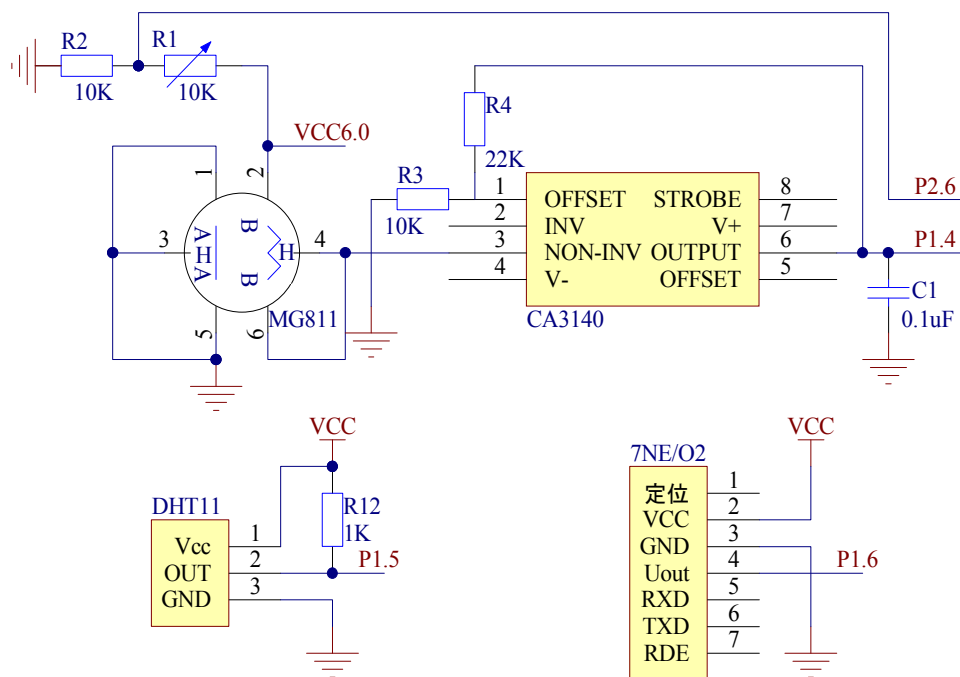 R2
R1
10K
10K
VCC6.0
1
2
3
A
H
A
B
H
B
4
5
6
MG811
R4
22K
R3
10K
1
2
3
4
OFFSET
INV
NON-INV
V-
STROBE
V+
OUTPUT
OFFSET
8
7
6
5
CA3140
P2.6
P1.4
C1
0.1uF
VCC
DHT11
Vcc
OUT
GND
1
2
3
R12
1K
P1.5
VCC
7NE/O2
定位
VCC
GND
Uout
RXD
TXD
RDE
1
2
3
4
5
6
7
P1.6